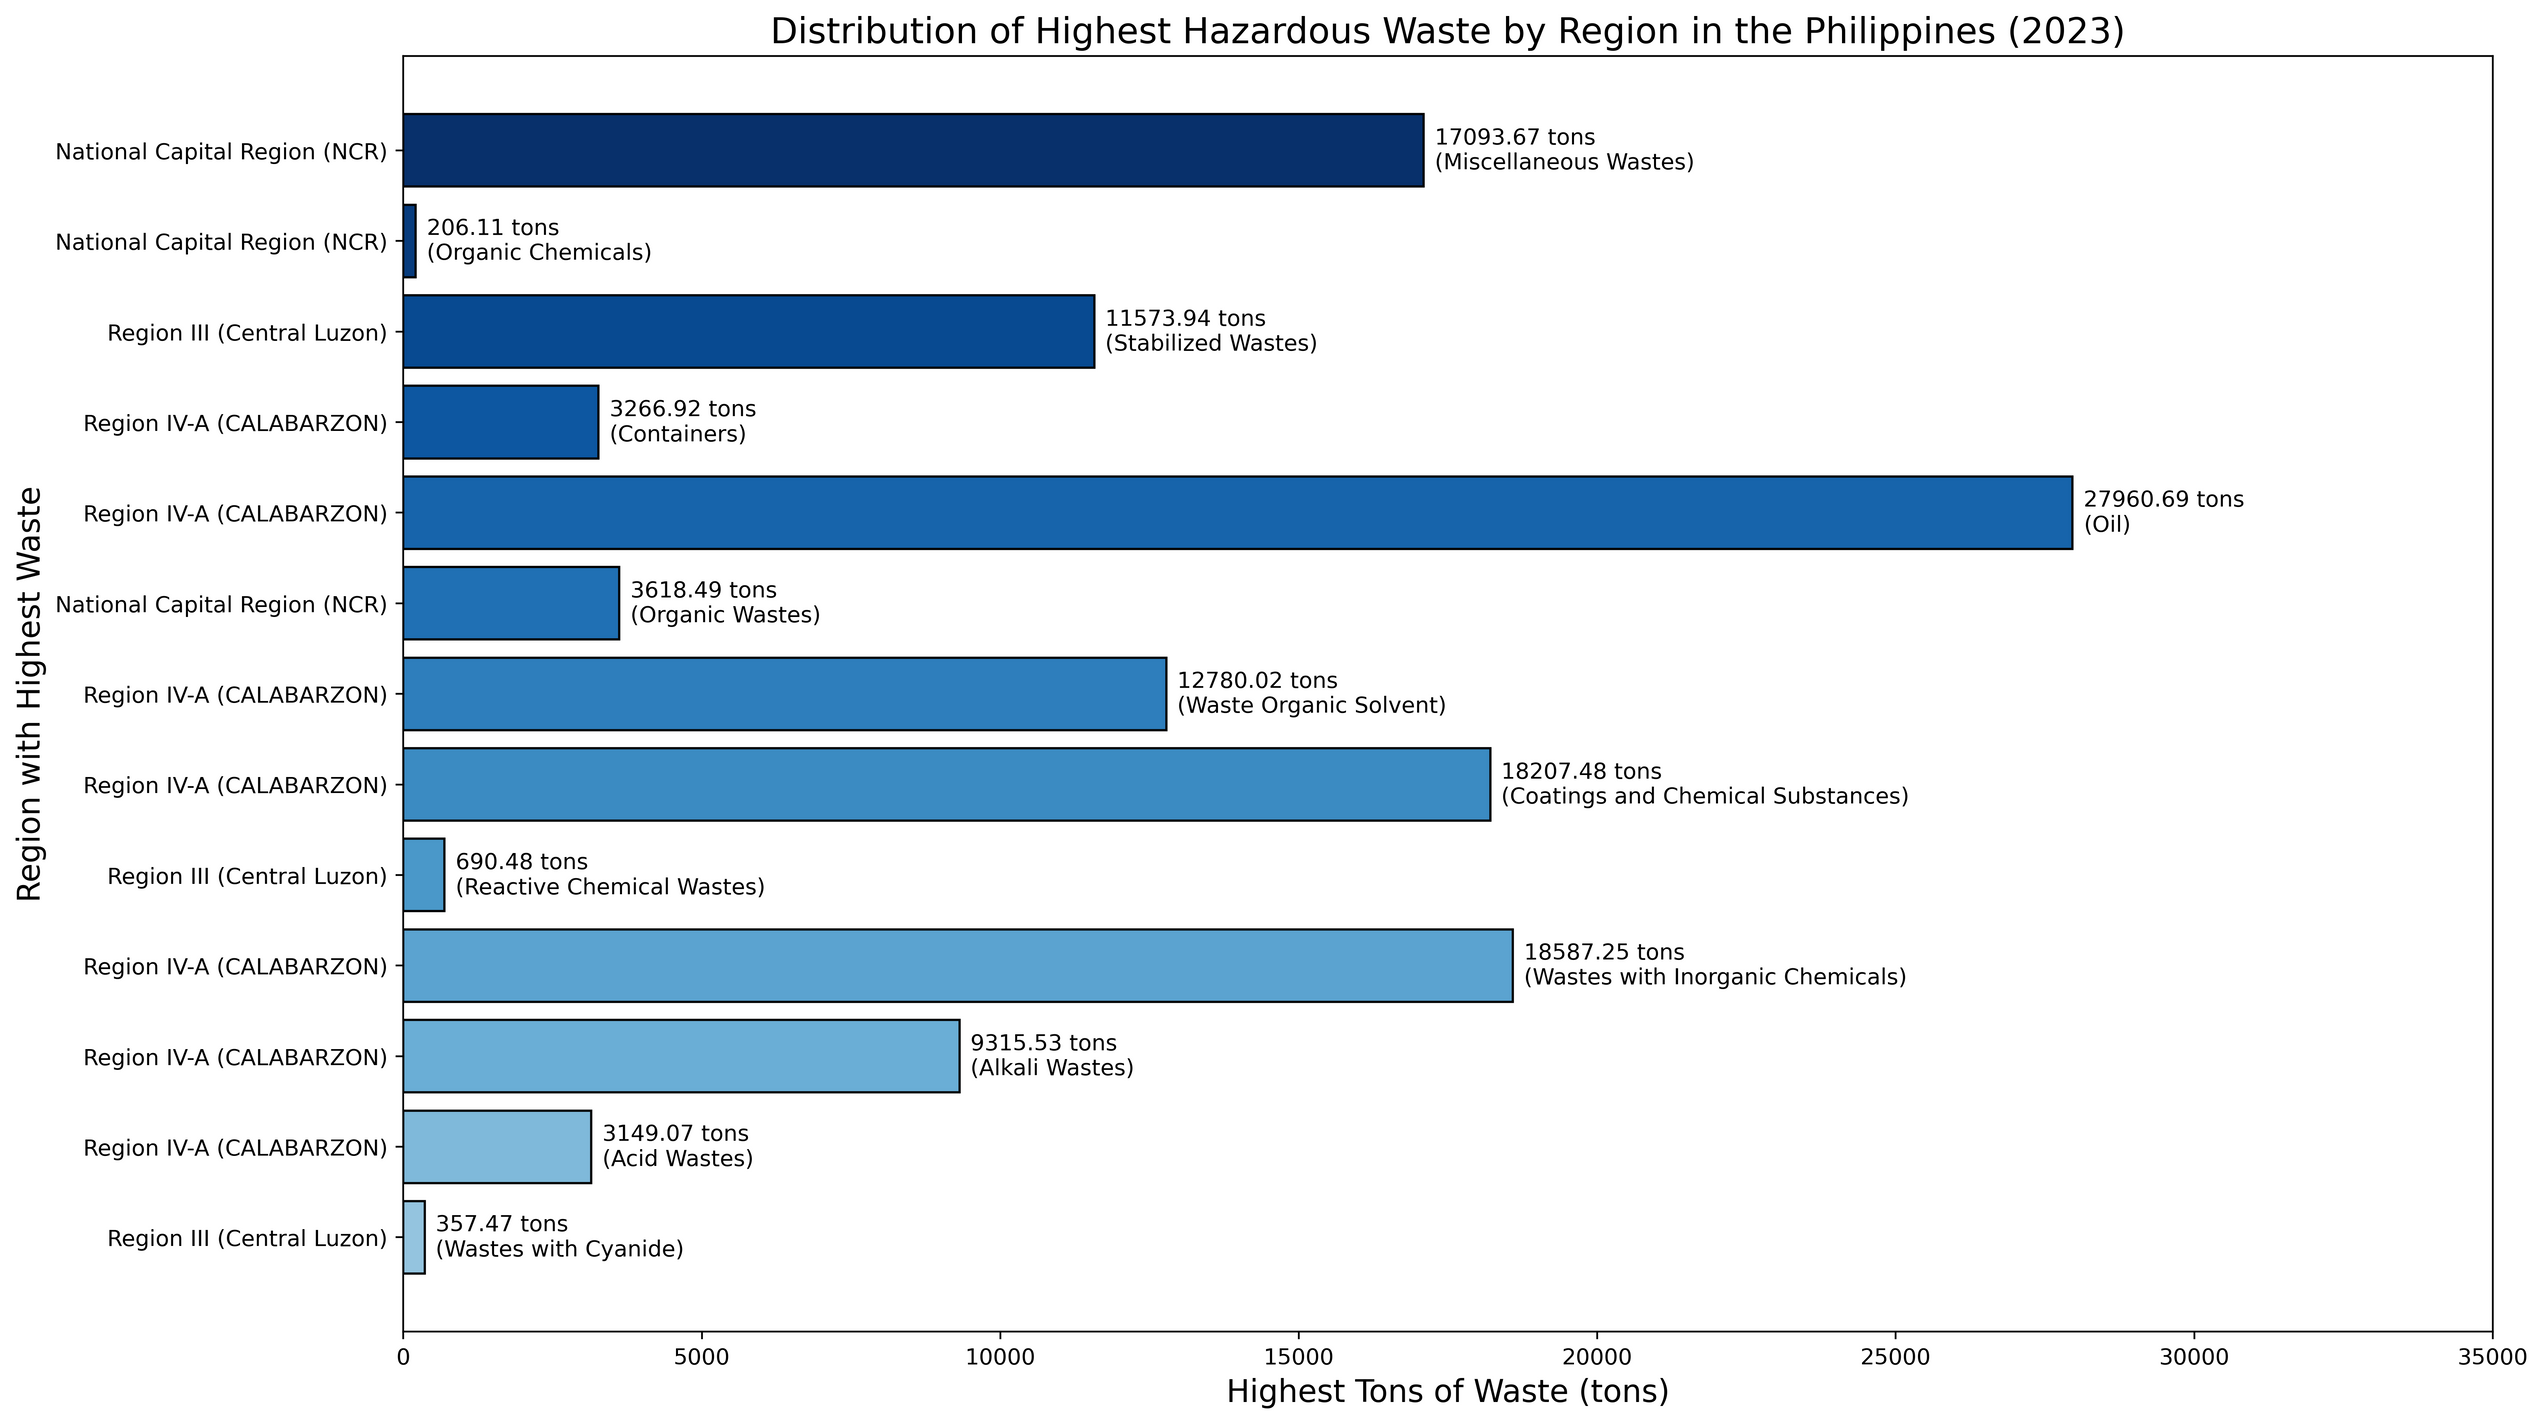 Distribution of Highest Hazardous Waste by Region in the Philippines (2023)
Region with Highest Waste
National Capital Region (NCR)
17093.67 tons
(Miscellaneous Wastes)
National Capital Region (NCR)
206.11 tons
(Organic Chemicals)
Region III (Central Luzon)
11573.94 tons
(Stabilized Wastes)
Region IV-A (CALABARZON)
3266.92 tons
(Containers)
Region IV-A (CALABARZON)
27960.69 tons
(Oil)
National Capital Region (NCR)
3618.49 tons
(Organic Wastes)
Region IV-A (CALABARZON)
12780.02 tons
(Waste Organic Solvent)
Region IV-A (CALABARZON)
18207.48 tons
(Coatings and Chemical Substances)
Region III (Central Luzon)
690.48 tons
(Reactive Chemical Wastes)
Region IV-A (CALABARZON)
18587.25 tons
(Wastes with Inorganic Chemicals)
Region IV-A (CALABARZON)
9315.53 tons
(Alkali Wastes)
Region IV-A (CALABARZON)
3149.07 tons
(Acid Wastes)
Region III (Central Luzon)
357.47 tons
(Wastes with Cyanide)
0 5000 10000 15000 20000 25000 30000 35000
Highest Tons of Waste (tons)